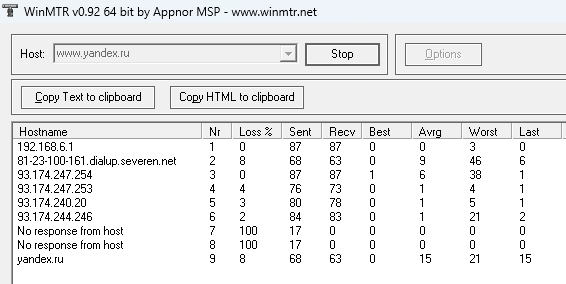 WinMTR v0.92 64 bit by Appnor MSP - www.winmtr.net
Host: www.yandex.ru Stop Options
Copy Text to clipboard Copy HTML to clipboard
Hostname Nr Loss % Sent Recv Best Avrg Worst Last
192.168.6.1 1 0 87 87 0 0 3 0
81-23-100-161.dialup.severen.net 2 8 68 63 0 9 46 6
93.174.247.254 3 0 87 87 1 6 38 1
93.174.247.253 4 4 76 73 0 1 4 1
93.174.240.20 5 3 80 78 0 1 5 1
93.174.244.246 6 2 84 83 0 1 21 2
No response from host 7 100 17 0 0 0 0 0
No response from host 8 100 17 0 0 0 0 0
yandex.ru 9 8 68 63 0 15 21 15